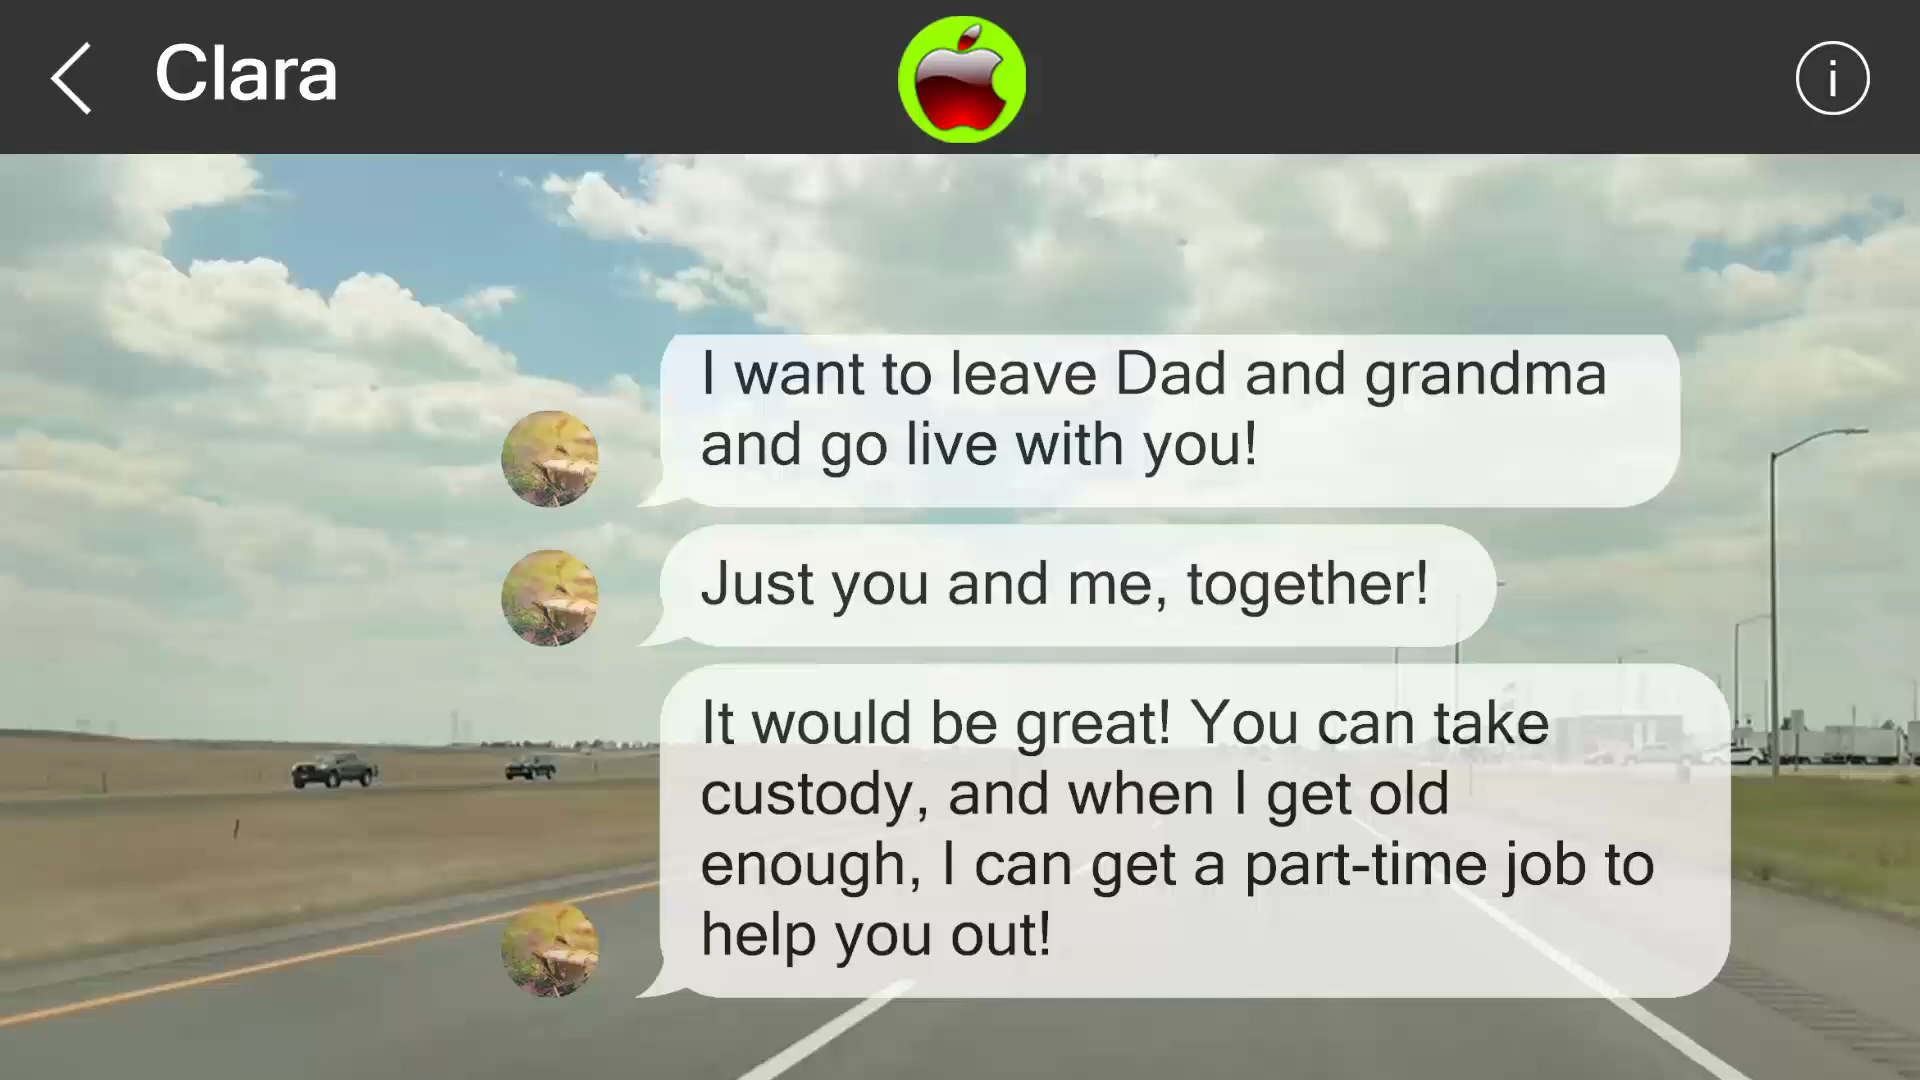 Clara
i
I want to leave Dad and grandma
and go live with you!
Just you and me, together!
It would be great! You can take
custody, and when I get old
enough, I can get a part-time job to
help you out!